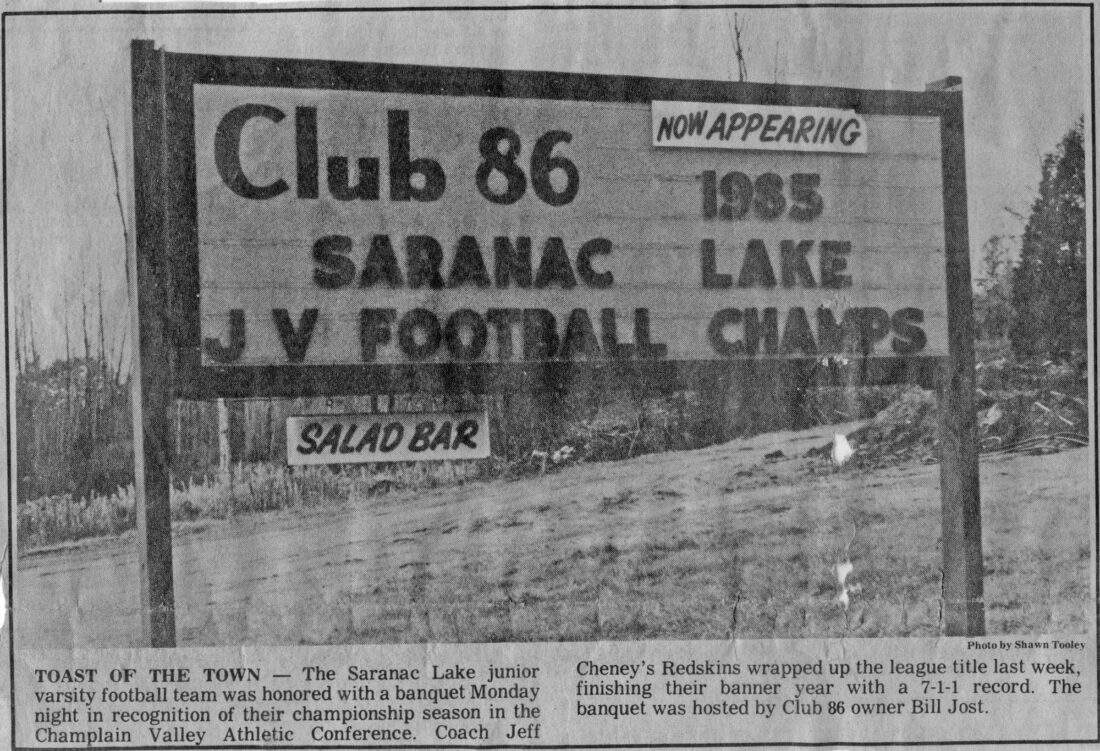 Club 86
NOW APPEARING
1985
SARANAC LAKE
JV FOOTBALL CHAMPS
SALAD BAR
Photo by Shawn Tooley
TOAST OF THE TOWN — The Saranac Lake junior
varsity football team was honored with a banquet Monday
night in recognition of their championship season in the
Champlain Valley Athletic Conference. Coach Jeff
Cheney's Redskins wrapped up the league title last week,
finishing their banner year with a 7-1-1 record. The
banquet was hosted by Club 86 owner Bill Jost.